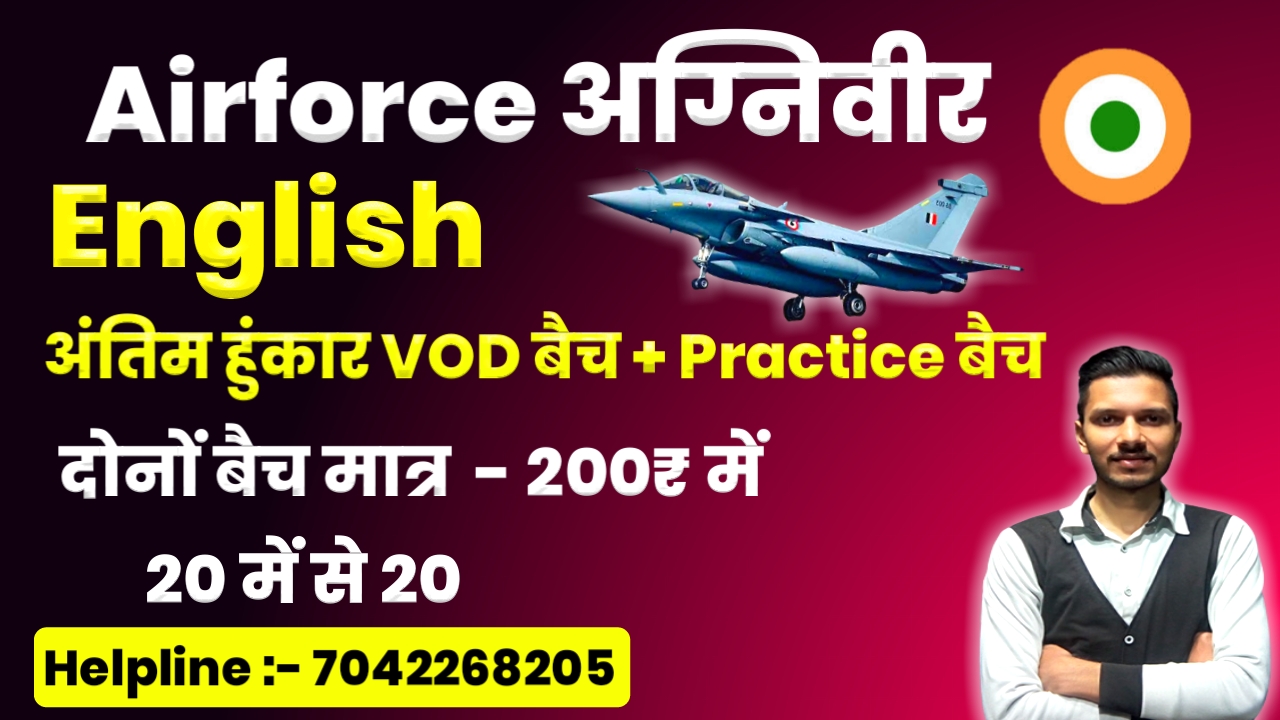 Airforce अग्निवीर
English
अंतिम हुंकार VOD बैच + Practice बैच
दोनों बैच मात्र - 200₹ में
20 में से 20
Helpline :- 7042268205